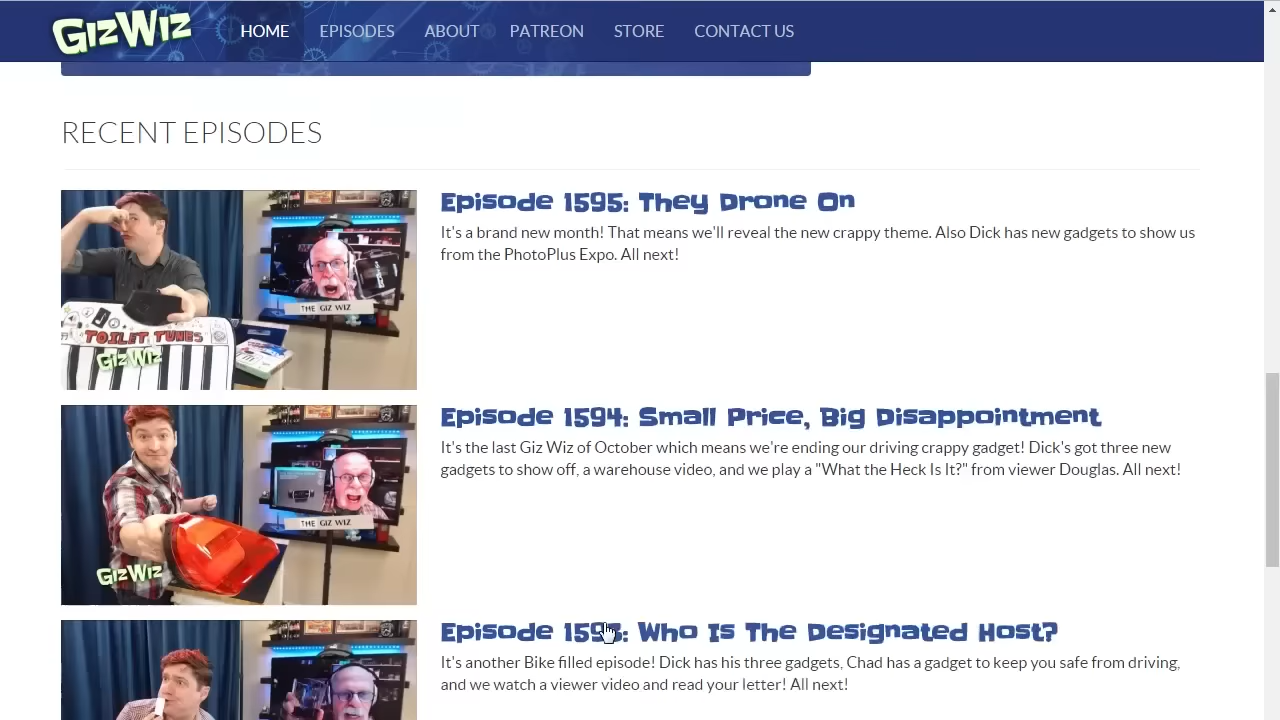 GizWiz
HOME EPISODES ABOUT PATREON STORE CONTACT US
RECENT EPISODES
Episode 1595: They Drone On
It's a brand new month! That means we'll reveal the new crappy theme. Also Dick has new gadgets to show us
from the PhotoPlus Expo. All next!
THE GIZ WIZ
TOILET TUNES
GizWiz
Episode 1594: Small Price, Big Disappointment
It's the last Giz Wiz of October which means we're ending our driving crappy gadget! Dick's got three new
gadgets to show off, a warehouse video, and we play a "What the Heck Is It?" from viewer Douglas. All next!
THE GIZ WIZ
GizWiz
Episode 1593: Who Is The Designated Host?
It's another Bike filled episode! Dick has his three gadgets, Chad has a gadget to keep you safe from driving,
and we watch a viewer video and read your letter! All next!